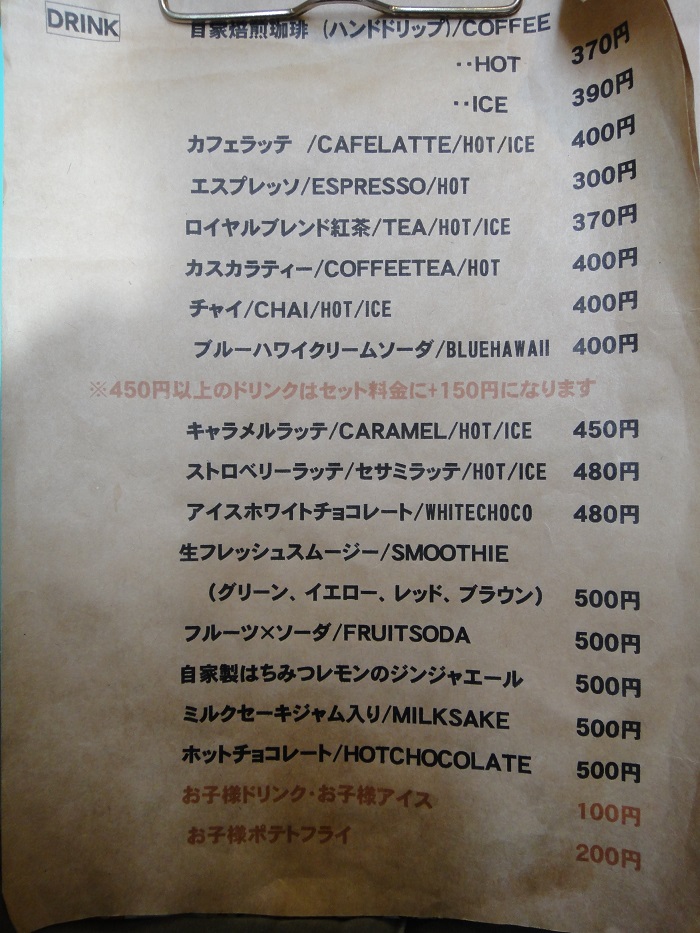 DRINK
自家焙煎珈琲 (ハンドドリップ)/COFFEE
‥HOT 370円
‥ICE 390円
カフェラッテ /CAFELATTE/HOT/ICE 400円
エスプレッソ/ESPRESSO/HOT 300円
ロイヤルブレンド紅茶/TEA/HOT/ICE 370円
カスカラティー/COFFEETEA/HOT 400円
チャイ/CHAI/HOT/ICE 400円
ブルーハワイクリームソーダ/BLUEHAWAII 400円
※450円以上のドリンクはセット料金に+150円になります
キャラメルラッテ/CARAMEL/HOT/ICE 450円
ストロベリーラッテ/セサミラッテ/HOT/ICE 480円
アイスホワイトチョコレート/WHITECHOCO 480円
生フレッシュスムージー/SMOOTHIE
(グリーン、イエロー、レッド、ブラウン) 500円
フルーツ×ソーダ/FRUITSODA 500円
自家製はちみつレモンのジンジャエール 500円
ミルクセーキジャム入り/MILKSAKE 500円
ホットチョコレート/HOTCHOCOLATE 500円
お子様ドリンク・お子様アイス 100円
お子様ポテトフライ 200円